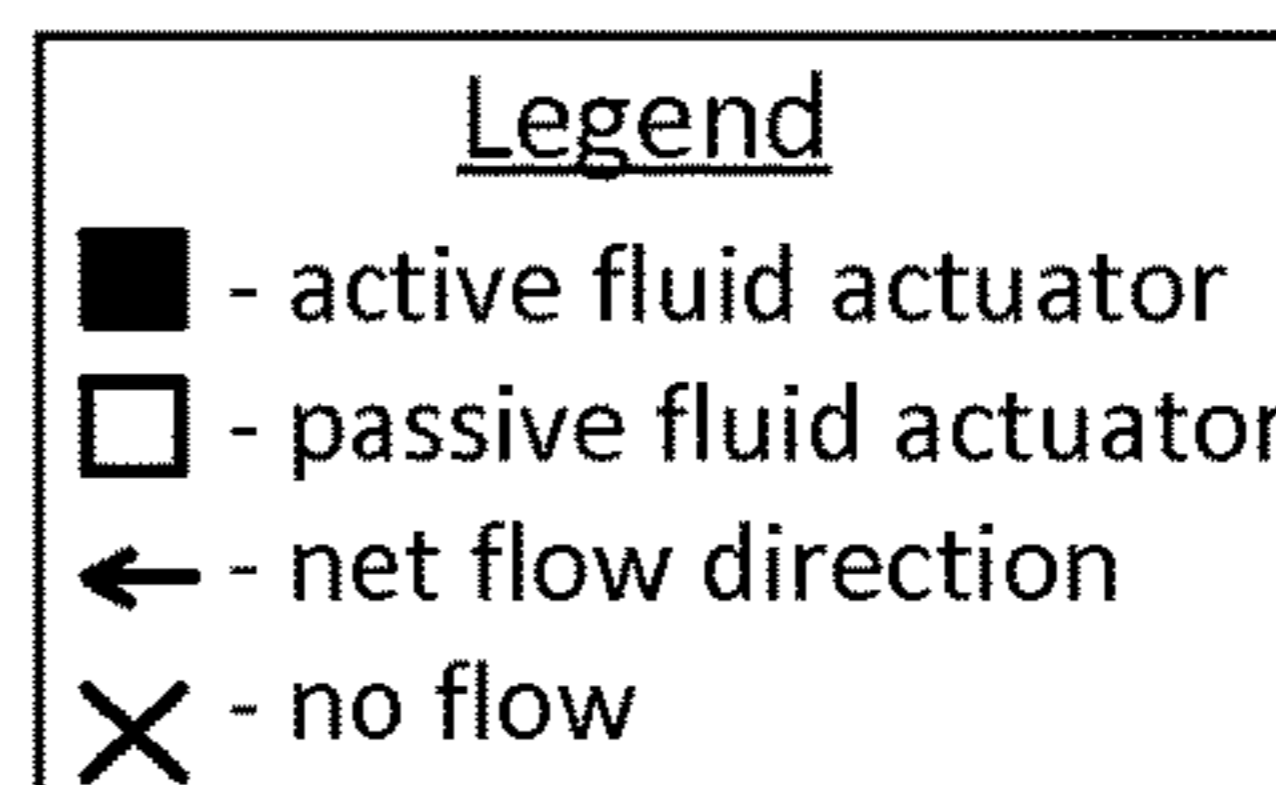 Legend
- active fluid actuator
- passive fluid actuator
- net flow direction
- no flow